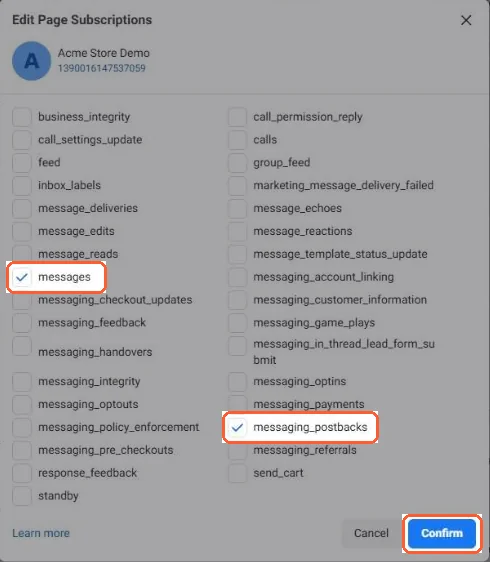 Edit Page Subscriptions
A
Acme Store Demo
1390016147537059
business_integrity
call_permission_reply
call_settings_update
calls
feed
group_feed
inbox_labels
marketing_message_delivery_failed
message_deliveries
message_echoes
message_edits
message_reactions
message_reads
message_template_status_update
messages
messaging_account_linking
messaging_checkout_updates
messaging_customer_information
messaging_feedback
messaging_game_plays
messaging_handovers
messaging_in_thread_lead_form_su
bmit
messaging_integrity
messaging_optins
messaging_optouts
messaging_payments
messaging_policy_enforcement
messaging_postbacks
messaging_pre_checkouts
messaging_referrals
response_feedback
send_cart
standby
Learn more
Cancel
Confirm